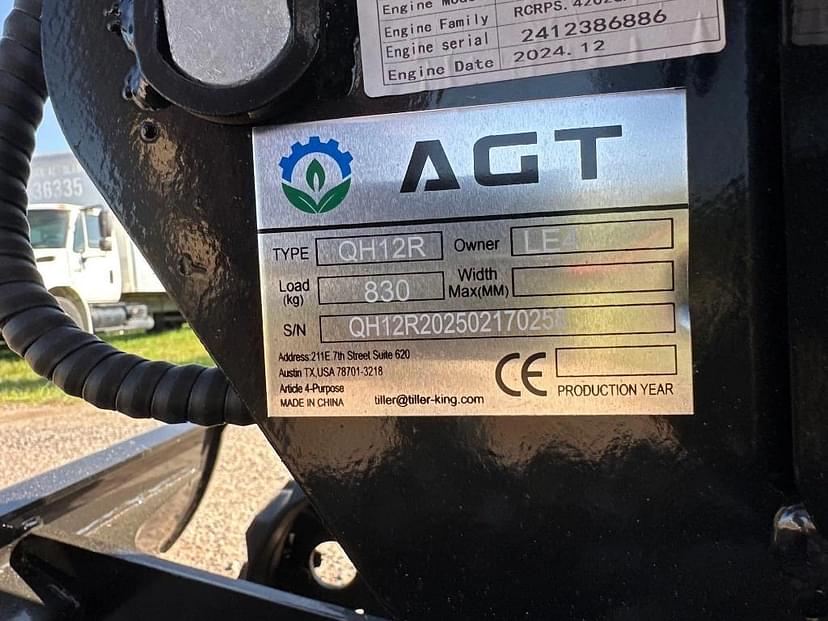 Engine Family RCRPS.
Engine serial 2412386886
Engine Date 2024.12
AGT
TYPE QH12R Owner
Load (kg) 830 Width Max(MM)
S/N
Address:211E 7th Street Suite 620
Austin TX,USA 78701-3218
Article 4-Purpose
MADE IN CHINA
tiller@tiller-king.com
CE
PRODUCTION YEAR
36335